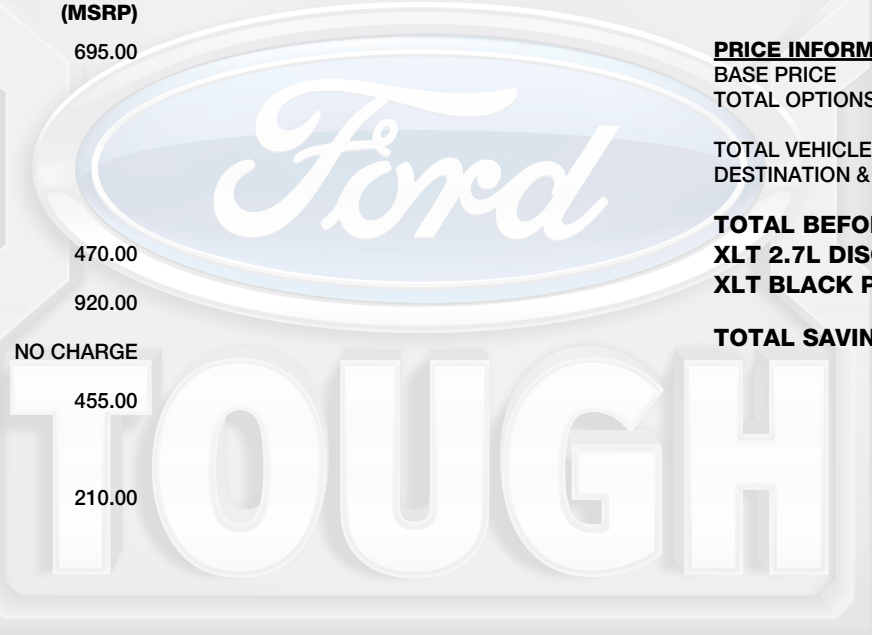 (MSRP)
695.00
470.00
920.00
NO CHARGE
455.00
210.00
PRICE INFORM
BASE PRICE
TOTAL OPTIONS
TOTAL VEHICLE
DESTINATION &
TOTAL BEFO
XLT 2.7L DIS
XLT BLACK P
TOTAL SAVIN
Ford
TOUGH